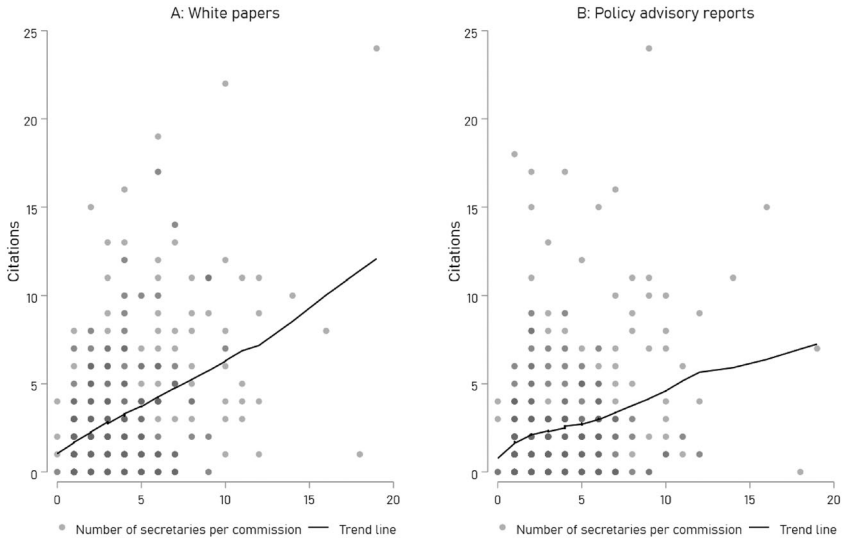 A: White papers
25
20
15
10
5
0
Citations
0 5 10 15 20
Number of secretaries per commission Trend line
B: Policy advisory reports
25
20
15
10
5
0
Citations
0 5 10 15 20
Number of secretaries per commission Trend line